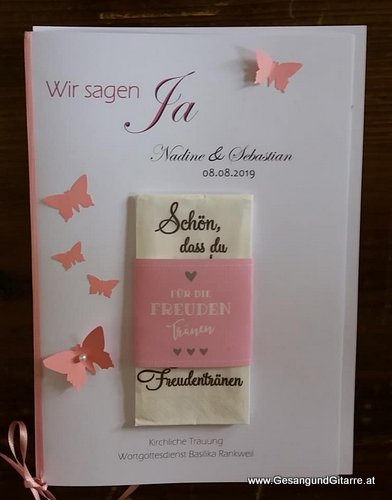 Wir sagen Ja
Nadine & Sebastian
08.08.2019
Schön,
dass du
FÜR DIE
FREUDEN
Tränen
Freudentränen
Kirchliche Trauung
Wortgottesdienst Basilika Rankweil
www.GesangundGitarre.at